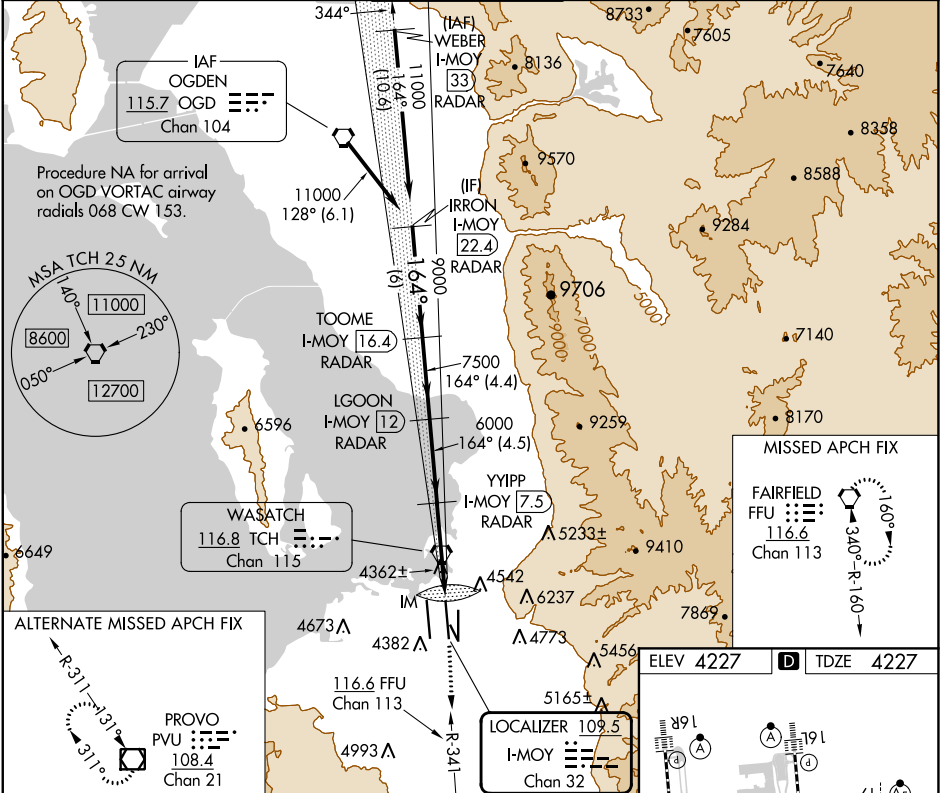 344°
8733
7605
(IAF)
WEBER
I-MOY
33
RADAR
8136
7640
11000
164°
(10.6)
IAF
OGDEN
115.7 OGD
Chan 104
8358
Procedure NA for arrival
on OGD VORTAC airway
radials 068 CW 153.
11000
128° (6.1)
9570
8588
(IF)
IRRON
I-MOY
22.4
RADAR
9284
MSA TCH 25 NM
140°
11000
8600
230°
050°
12700
9000
164°
(6)
9706
5000
7000
9000
TOOME
I-MOY 16.4
RADAR
7500
164° (4.4)
7140
LGOON
I-MOY 12
RADAR
6000
164° (4.5)
6596
9259
8170
YYIPP
I-MOY 7.5
RADAR
MISSED APCH FIX
FAIRFIELD
FFU
116.6
Chan 113
160°
340°
R-160
WASATCH
116.8 TCH
Chan 115
5233±
9410
6649
4362±
4542
IM
6237
7869
4673
4382
4773
5456
5165±
ALTERNATE MISSED APCH FIX
R-311
131°
311°
PROVO
PVU
108.4
Chan 21
116.6 FFU
Chan 113
R-341
4993
LOCALIZER 109.5
I-MOY
Chan 32
ELEV 4227
D
TDZE 4227
16R
A
16L
A
P
P